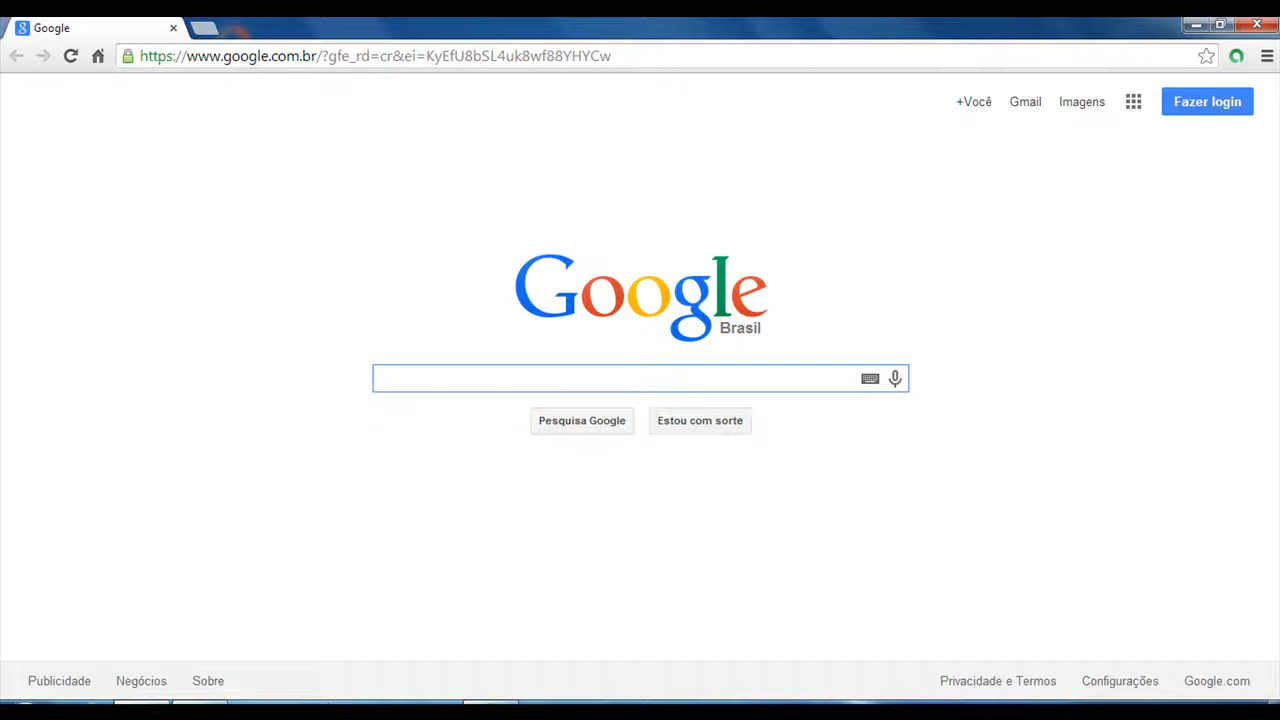 Google
https://www.google.com.br/?gfe_rd=cr&ei=KyEfU8bSL4uk8wf88YHYCw
+Você Gmail Imagens Fazer login
Google
Brasil
Pesquisa Google Estou com sorte
Publicidade Negócios Sobre Privacidade e Termos Configurações Google.com